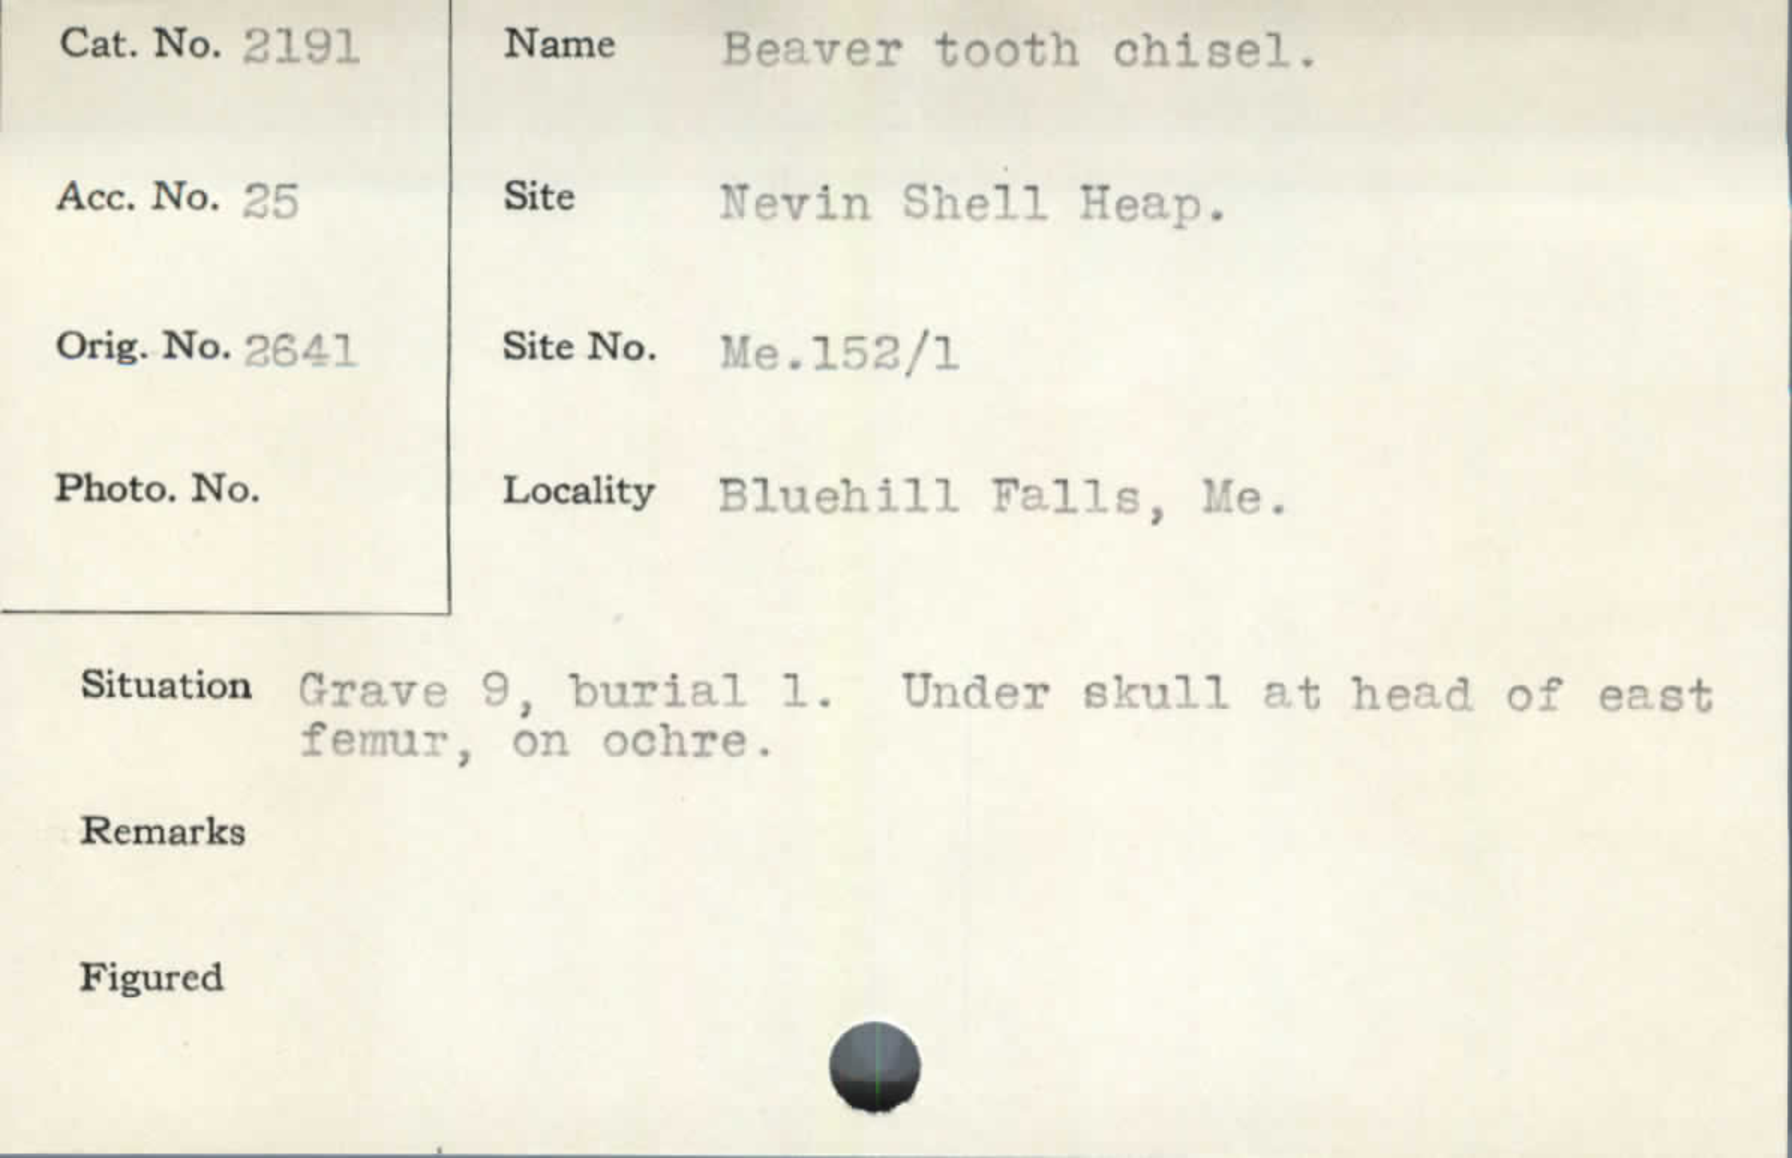 Cat. No. 2191
Name Beaver tooth chisel.
Acc. No. 25
Site Nevin Shell Heap.
Orig. No. 2641
Site No. Me.152/1
Photo. No.
Locality Bluehill Falls, Me.
Situation Grave 9, burial 1. Under skull at head of east
femur, on ochre.
Remarks
Figured